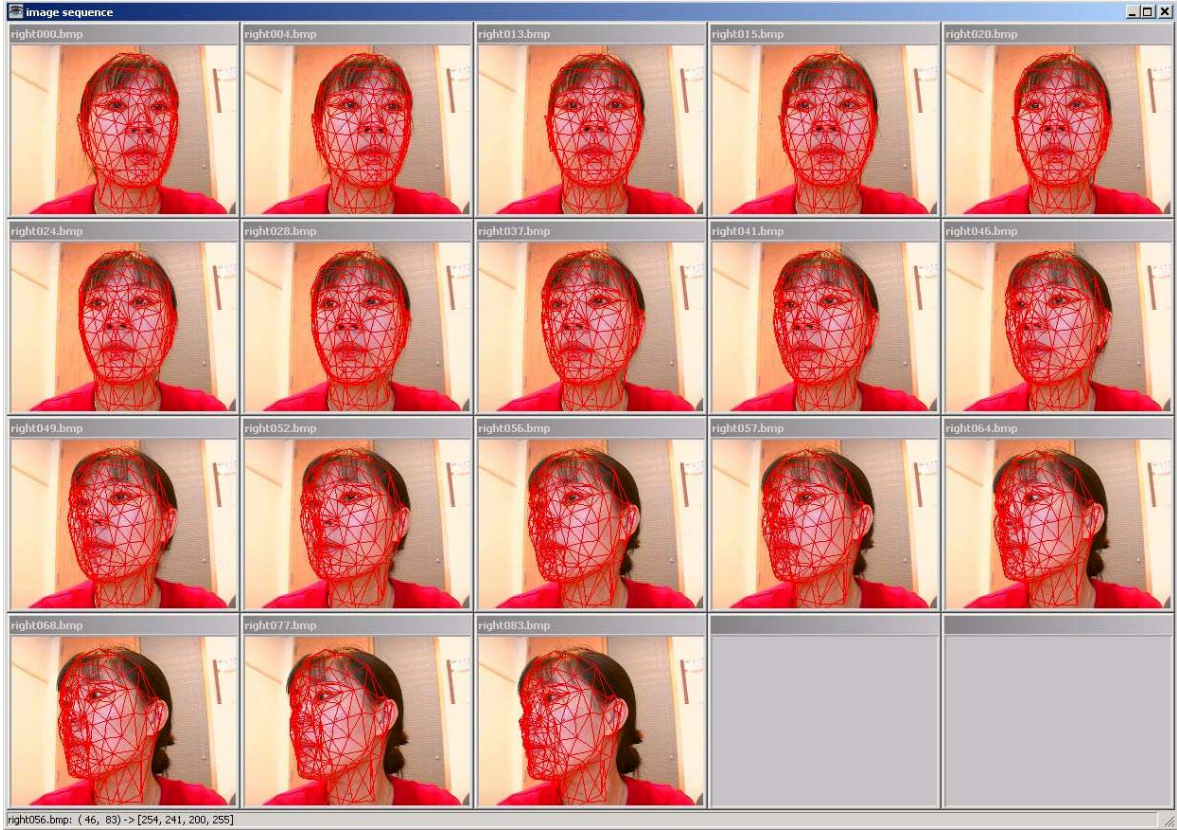 image sequence
right000.bmp right004.bmp right013.bmp right015.bmp right020.bmp
right024.bmp right028.bmp right037.bmp right041.bmp right046.bmp
right049.bmp right052.bmp right056.bmp right057.bmp right064.bmp
right068.bmp right077.bmp right083.bmp
right056.bmp: ( 46, 83) -> [254, 241, 200, 255]